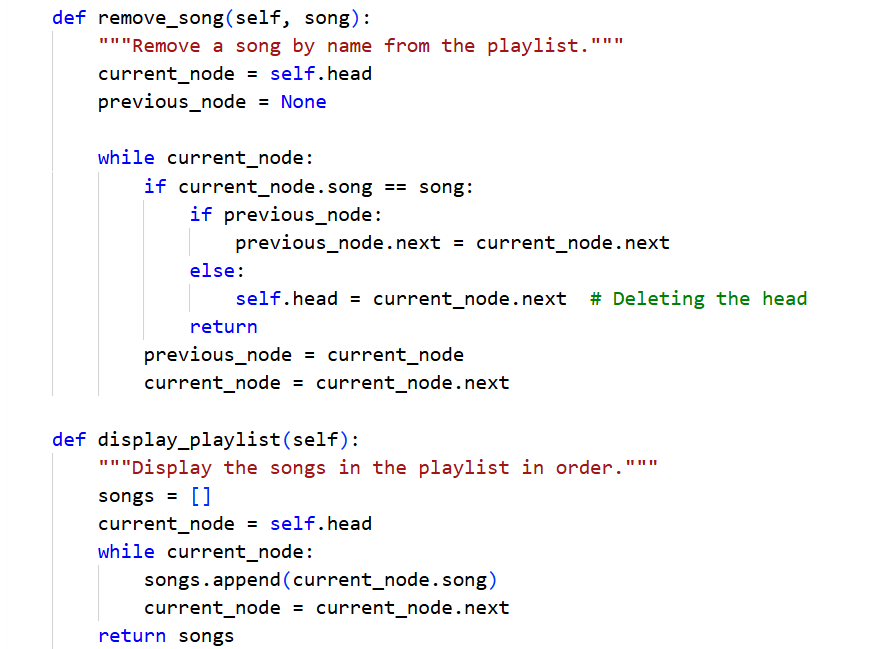 def remove_song(self, song):
    """Remove a song by name from the playlist."""
    current_node = self.head
    previous_node = None

    while current_node:
        if current_node.song == song:
            if previous_node:
                previous_node.next = current_node.next
            else:
                self.head = current_node.next  # Deleting the head
            return
        previous_node = current_node
        current_node = current_node.next

def display_playlist(self):
    """Display the songs in the playlist in order."""
    songs = []
    current_node = self.head
    while current_node:
        songs.append(current_node.song)
        current_node = current_node.next
    return songs